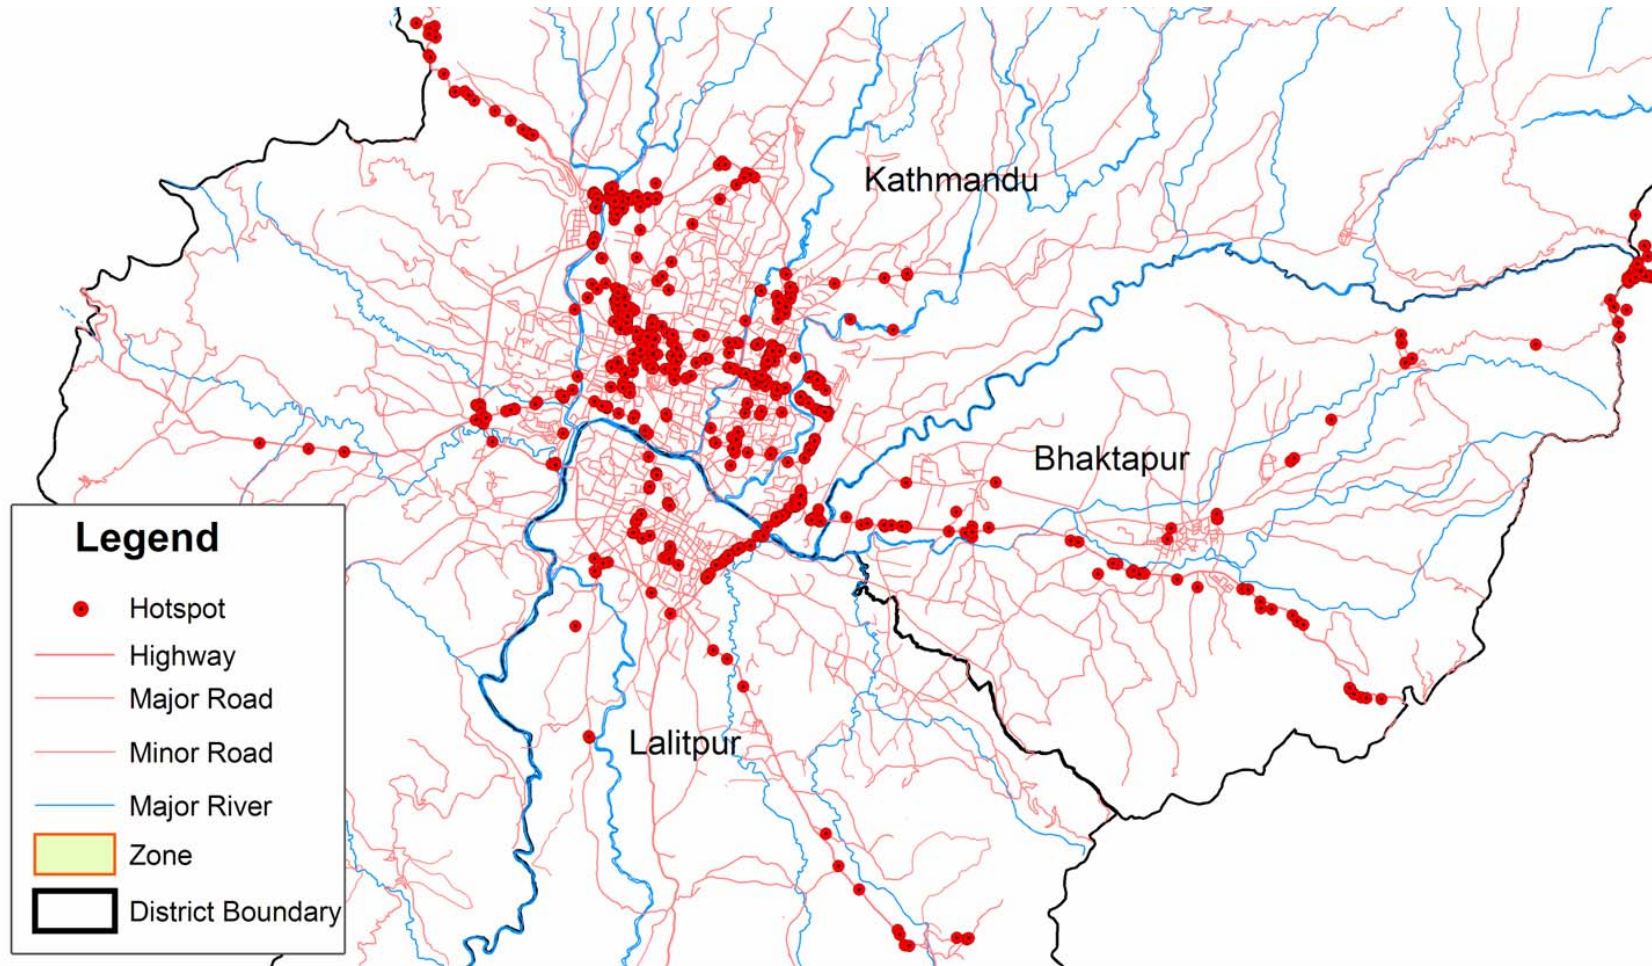 Kathmandu
Bhaktapur
Lalitpur
Legend
Hotspot
Highway
Major Road
Minor Road
Major River
Zone
District Boundary